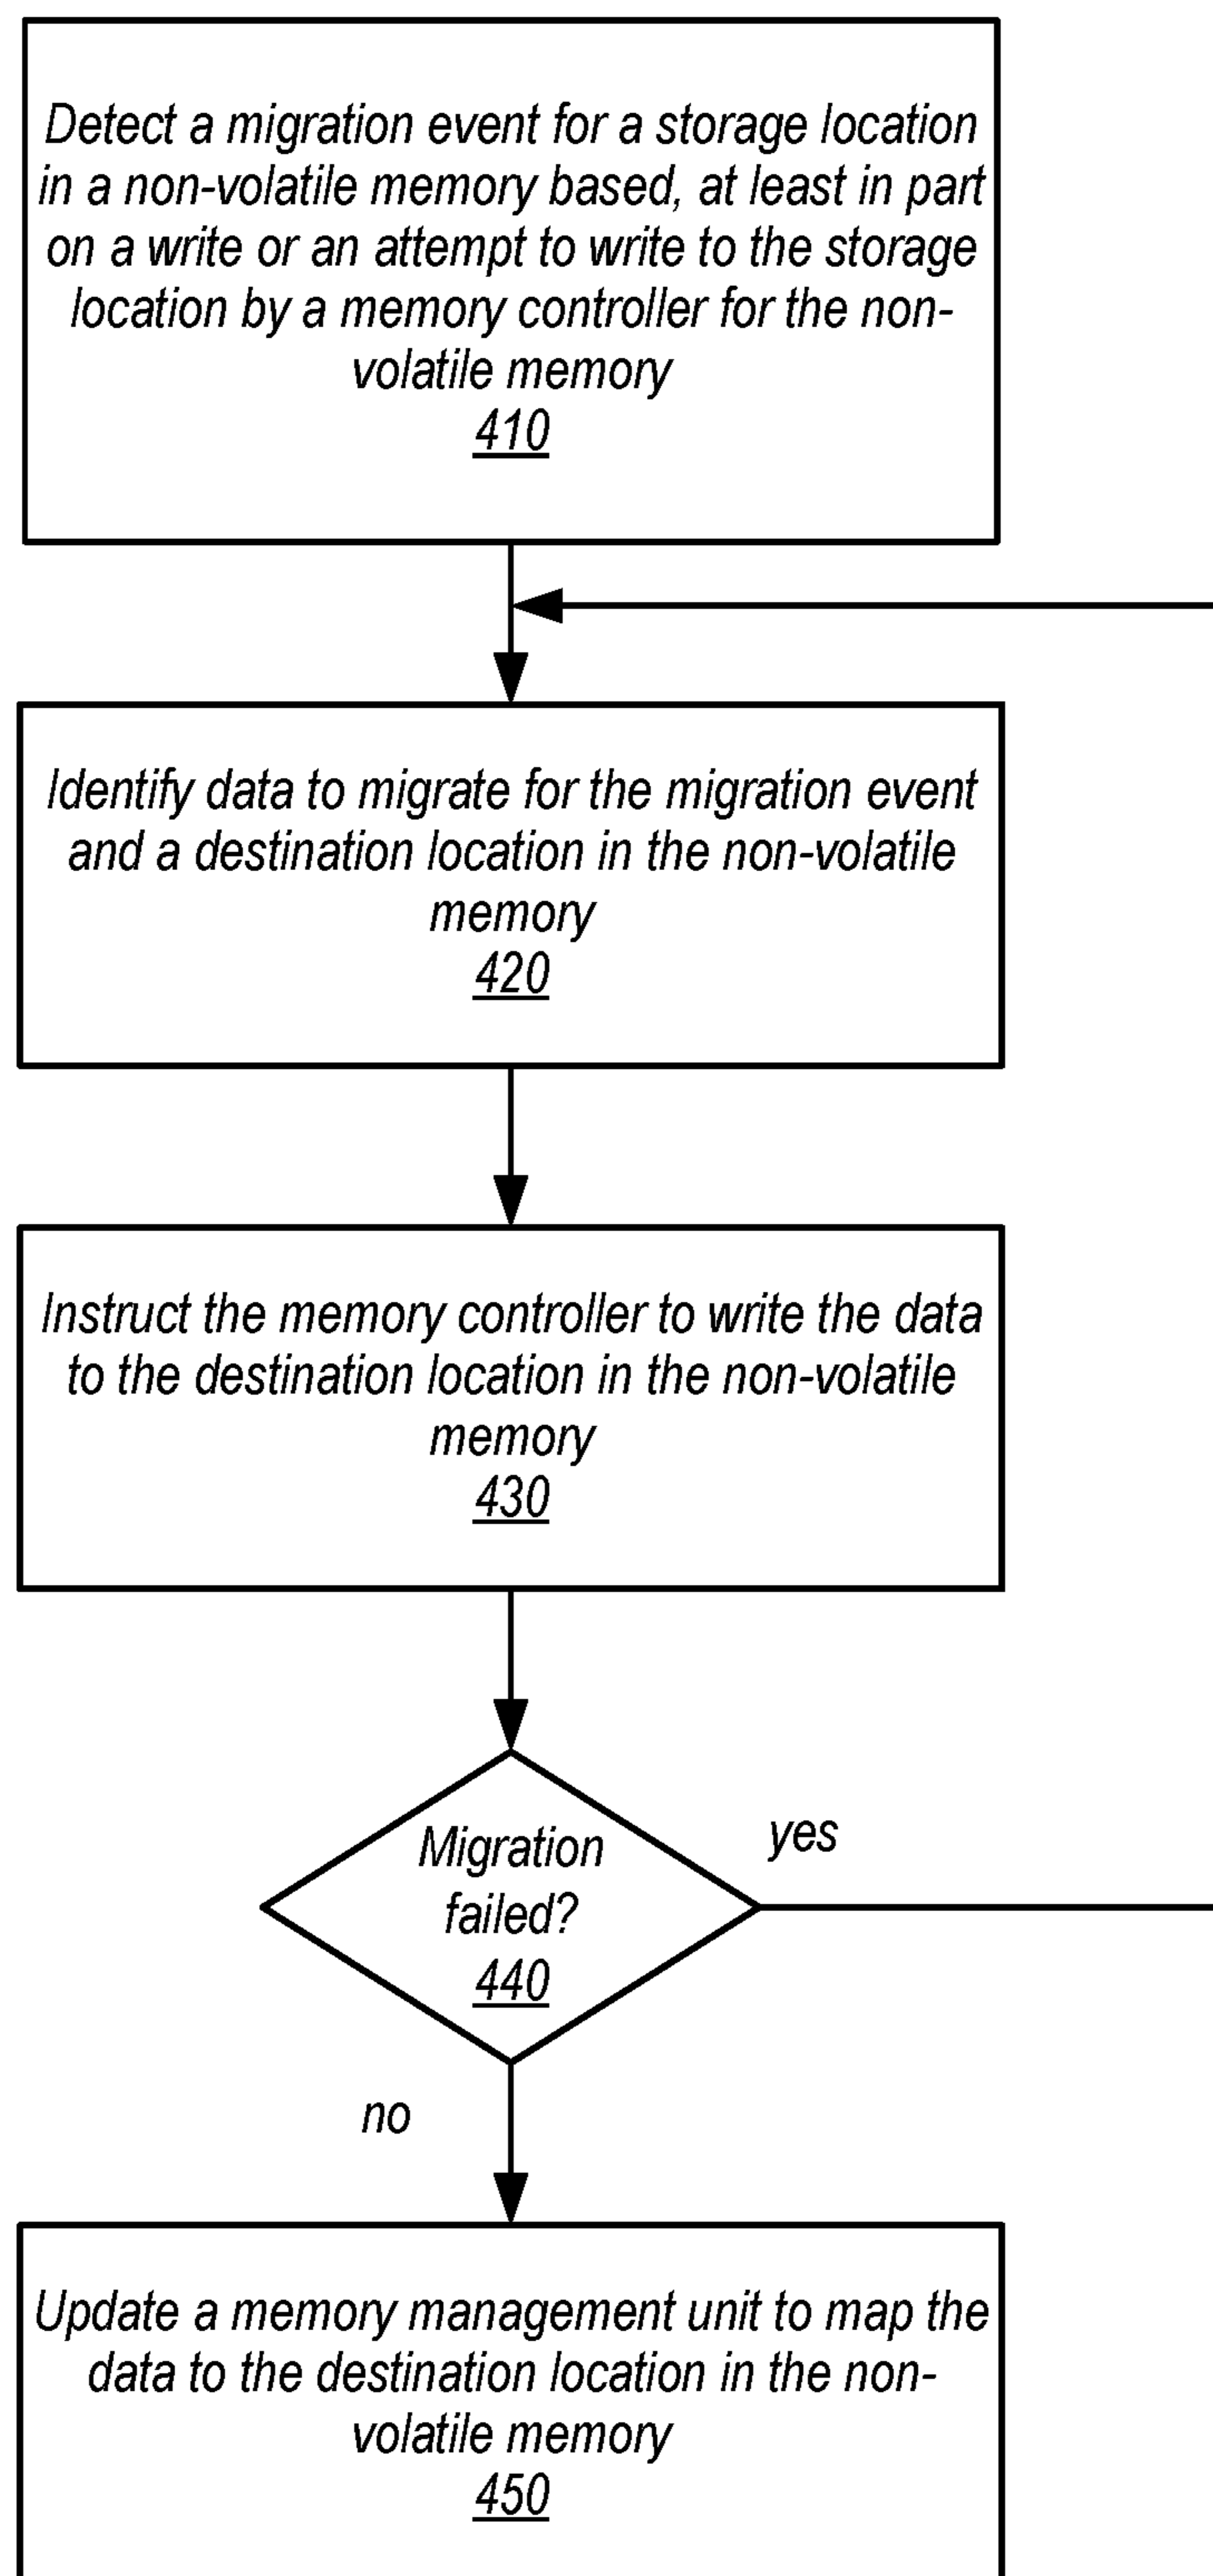 Detect a migration event for a storage location
in a non-volatile memory based, at least in part
on a write or an attempt to write to the storage
location by a memory controller for the non-
volatile memory
410
Identify data to migrate for the migration event
and a destination location in the non-volatile
memory
420
Instruct the memory controller to write the data
to the destination location in the non-volatile
memory
430
Migration
failed?
440
yes
no
Update a memory management unit to map the
data to the destination location in the non-
volatile memory
450